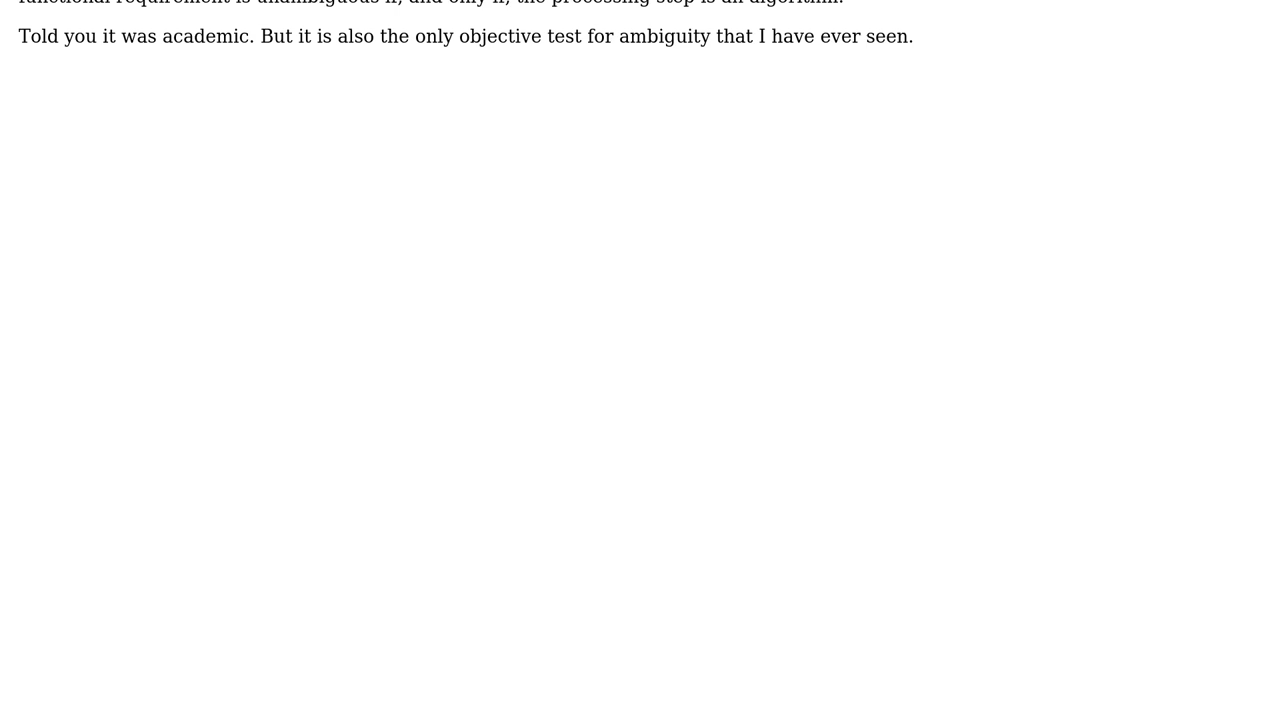 functional requirement is unambiguous if, and only if, the processing step is an algorithm.
Told you it was academic. But it is also the only objective test for ambiguity that I have ever seen.